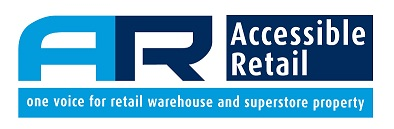 AR Accessible
Retail
one voice for retail warehouse and superstore property